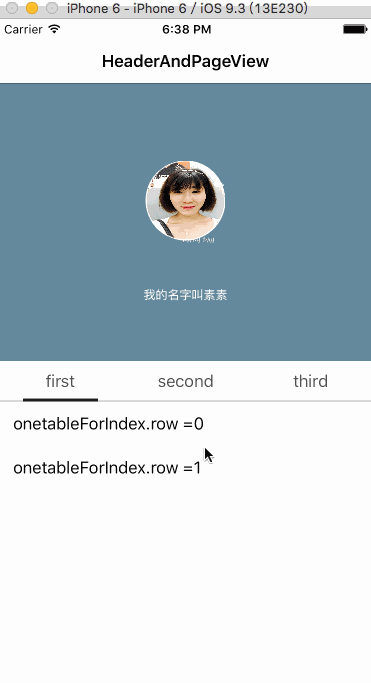 iPhone 6 - iPhone 6 / iOS 9.3 (13E230)
Carrier 6:38 PM
HeaderAndPageView
我的名字叫素素
first second third
onetableForIndex.row =0
onetableForIndex.row =1